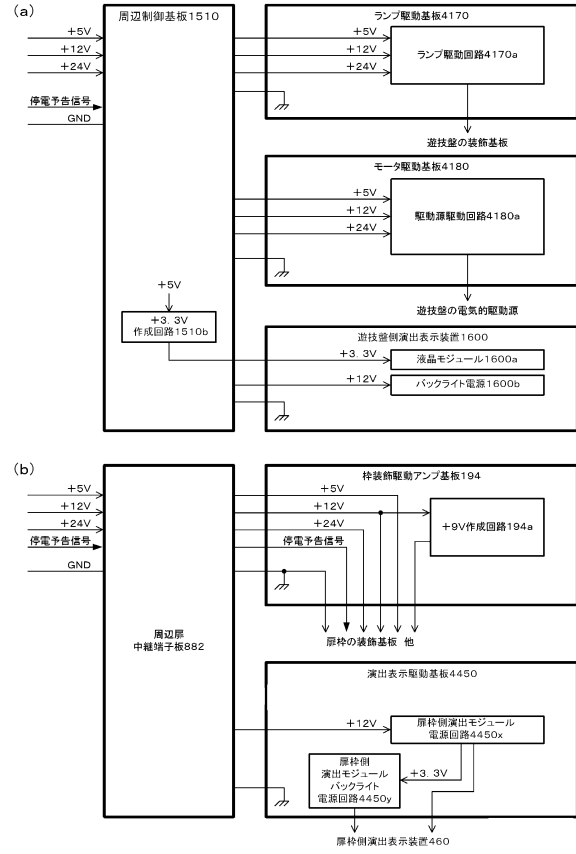 (a)
周辺制御基板1510
+5V
+12V
+24V
停電予告信号
GND
+5V
+3.3V
作成回路1510b
ランプ駆動基板4170
+5V
+12V
+24V
ランプ駆動回路4170a
遊技盤の装飾基板
モータ駆動基板4180
+5V
+12V
+24V
駆動源駆動回路4180a
遊技盤の電気的駆動源
遊技盤側演出表示装置1600
+3.3V
液晶モジュール1600a
+12V
バックライト電源1600b
(b)
+5V
+12V
+24V
停電予告信号
GND
周辺扉
中継端子板882
枠装飾駆動アンプ基板194
+5V
+12V
+24V
停電予告信号
+9V作成回路194a
扉枠の装飾基板 他
演出表示駆動基板4450
+12V
扉枠側演出モジュール
電源回路4450x
扉枠側
演出モジュール
バックライト
電源回路4450y
+3.3V
扉枠側演出表示装置460